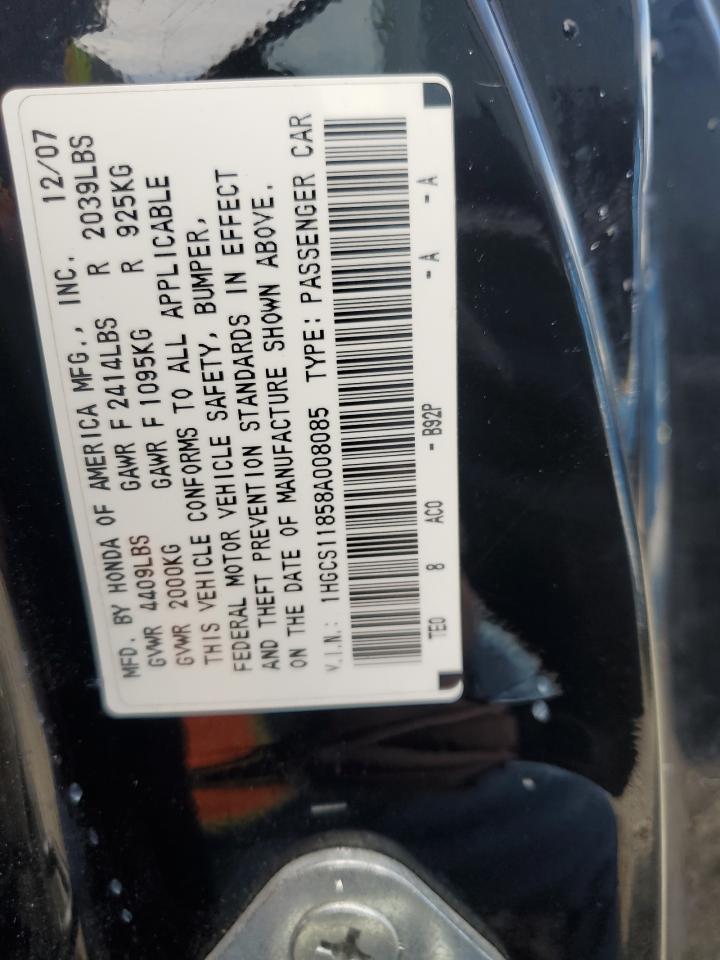 MFD. BY HONDA OF AMERICA MFG., INC. 12/07
GVWR 4409LBS GAWR F 2414LBS R 2039LBS
GVWR 2000KG GAWR F 1095KG R 925KG
THIS VEHICLE CONFORMS TO ALL APPLICABLE
FEDERAL MOTOR VEHICLE SAFETY, BUMPER,
AND THEFT PREVENTION STANDARDS IN EFFECT
ON THE DATE OF MANUFACTURE SHOWN ABOVE.
V.I.N.: 1HGCS11858A008085 TYPE: PASSENGER CAR
TE0 8 AC0 - B92P - A - A